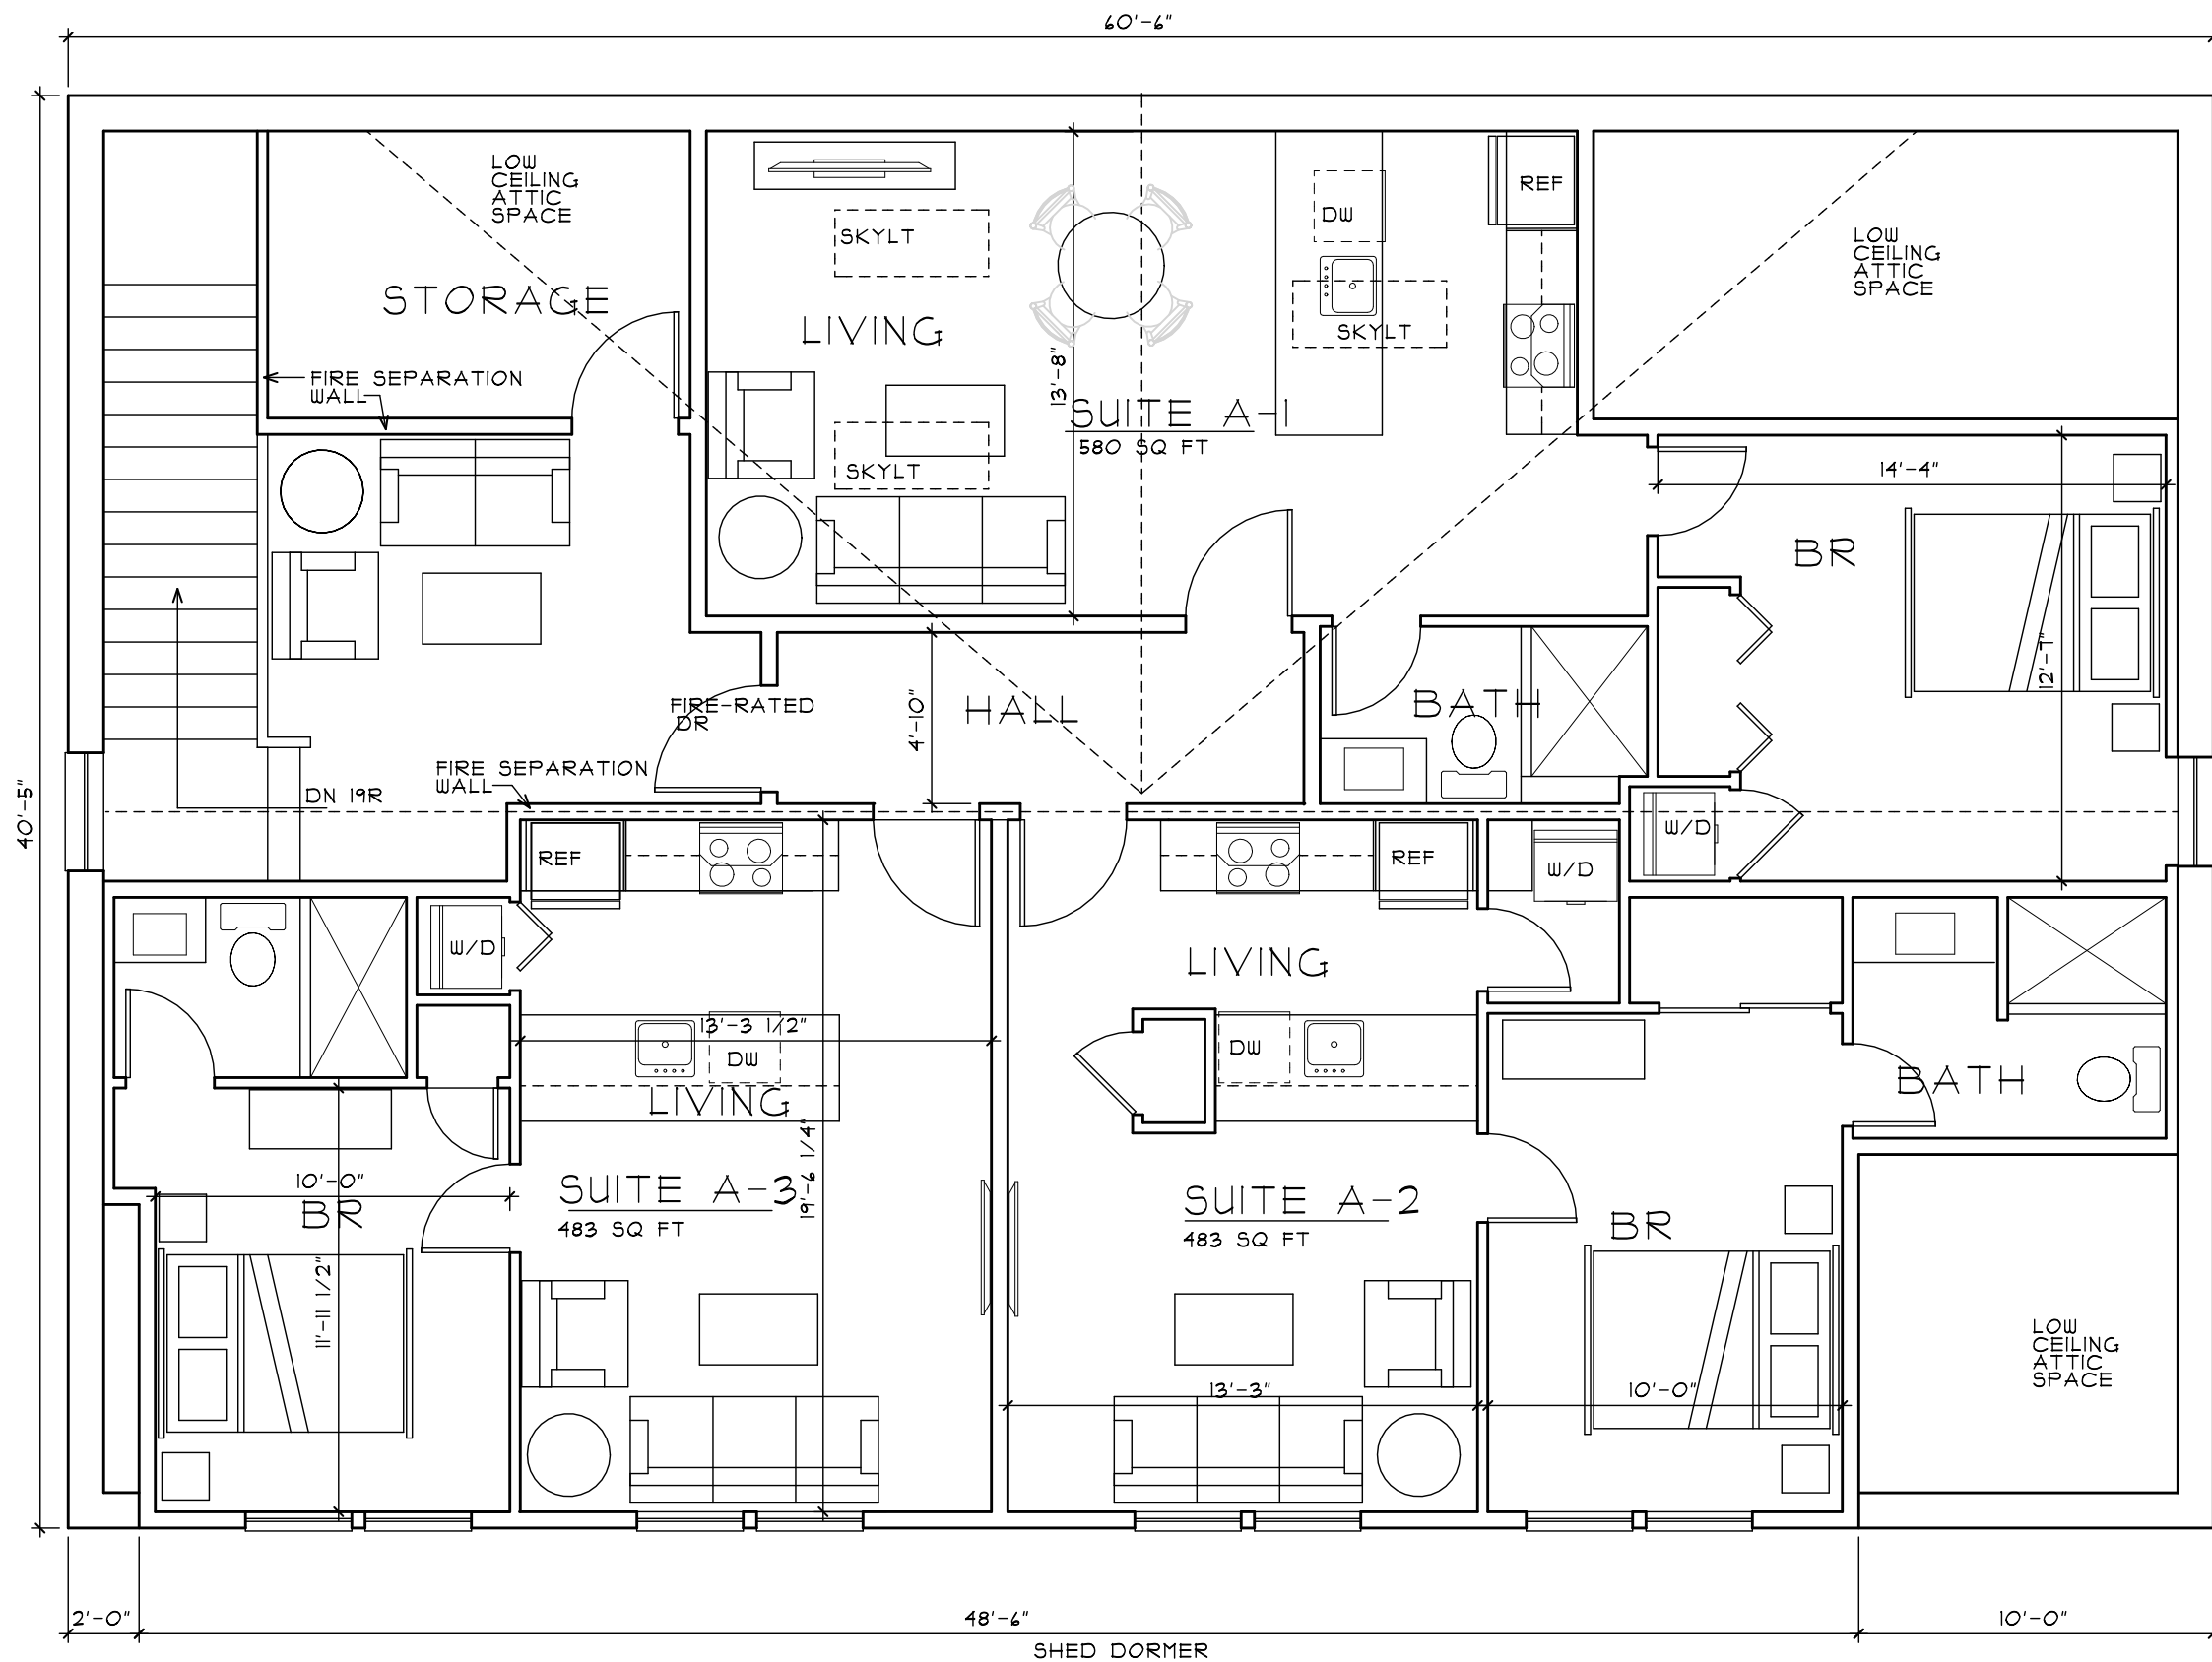 60'-6"
LOW
CEILING
ATTIC
SPACE
STORAGE
FIRE SEPARATION
WALL
SKYLT
LIVING
SKYLT
13'-8"
SUITE A-1
580 SQ FT
DW
SKYLT
REF
LOW
CEILING
ATTIC
SPACE
14'-4"
BR
12'-7"
FIRE-RATED
DR
4'-10"
HALL
BATH
FIRE SEPARATION
WALL
DN 19R
40'-5"
REF
REF
W/D
W/D
W/D
LIVING
13'-3 1/2"
DW
LIVING
DW
BATH
10'-0"
BR
11'-11 1/2"
SUITE A-3
483 SQ FT
19'-6 1/4"
SUITE A-2
483 SQ FT
BR
13'-3"
10'-0"
LOW
CEILING
ATTIC
SPACE
2'-0"
48'-6"
10'-0"
SHED DORMER